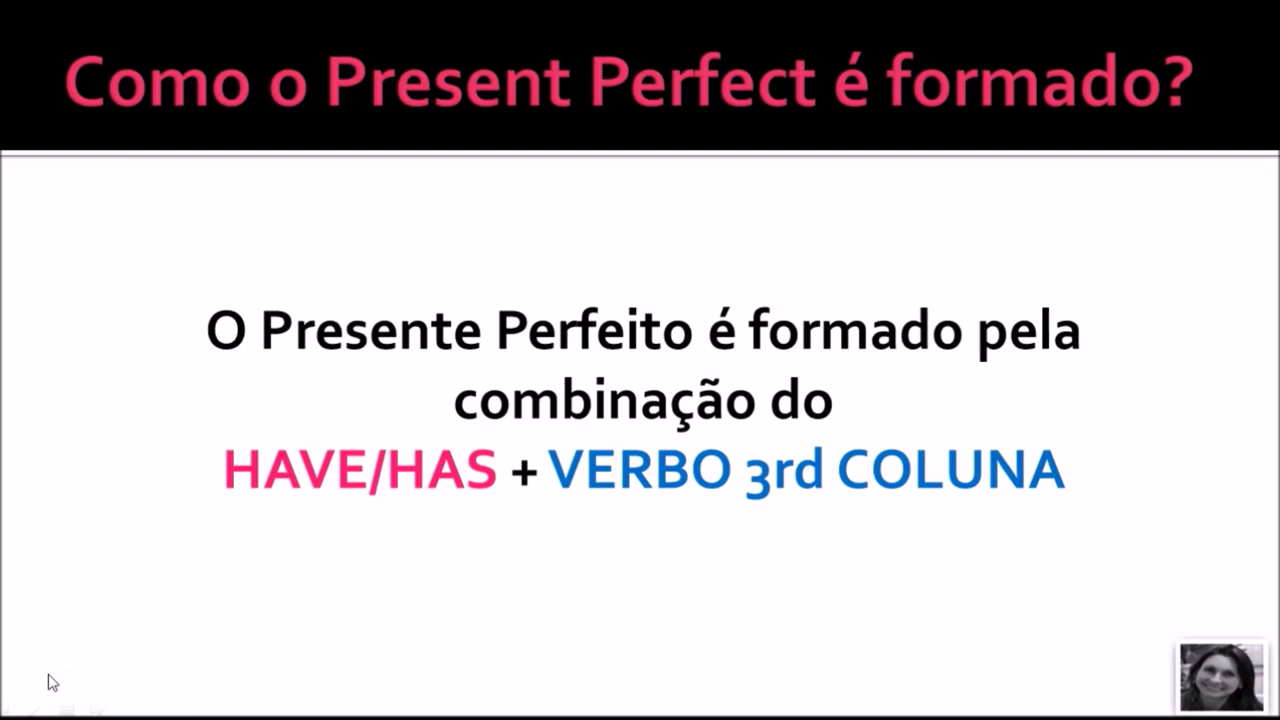 Como o Present Perfect é formado?
O Presente Perfeito é formado pela
combinação do
HAVE/HAS + VERBO 3rd COLUNA